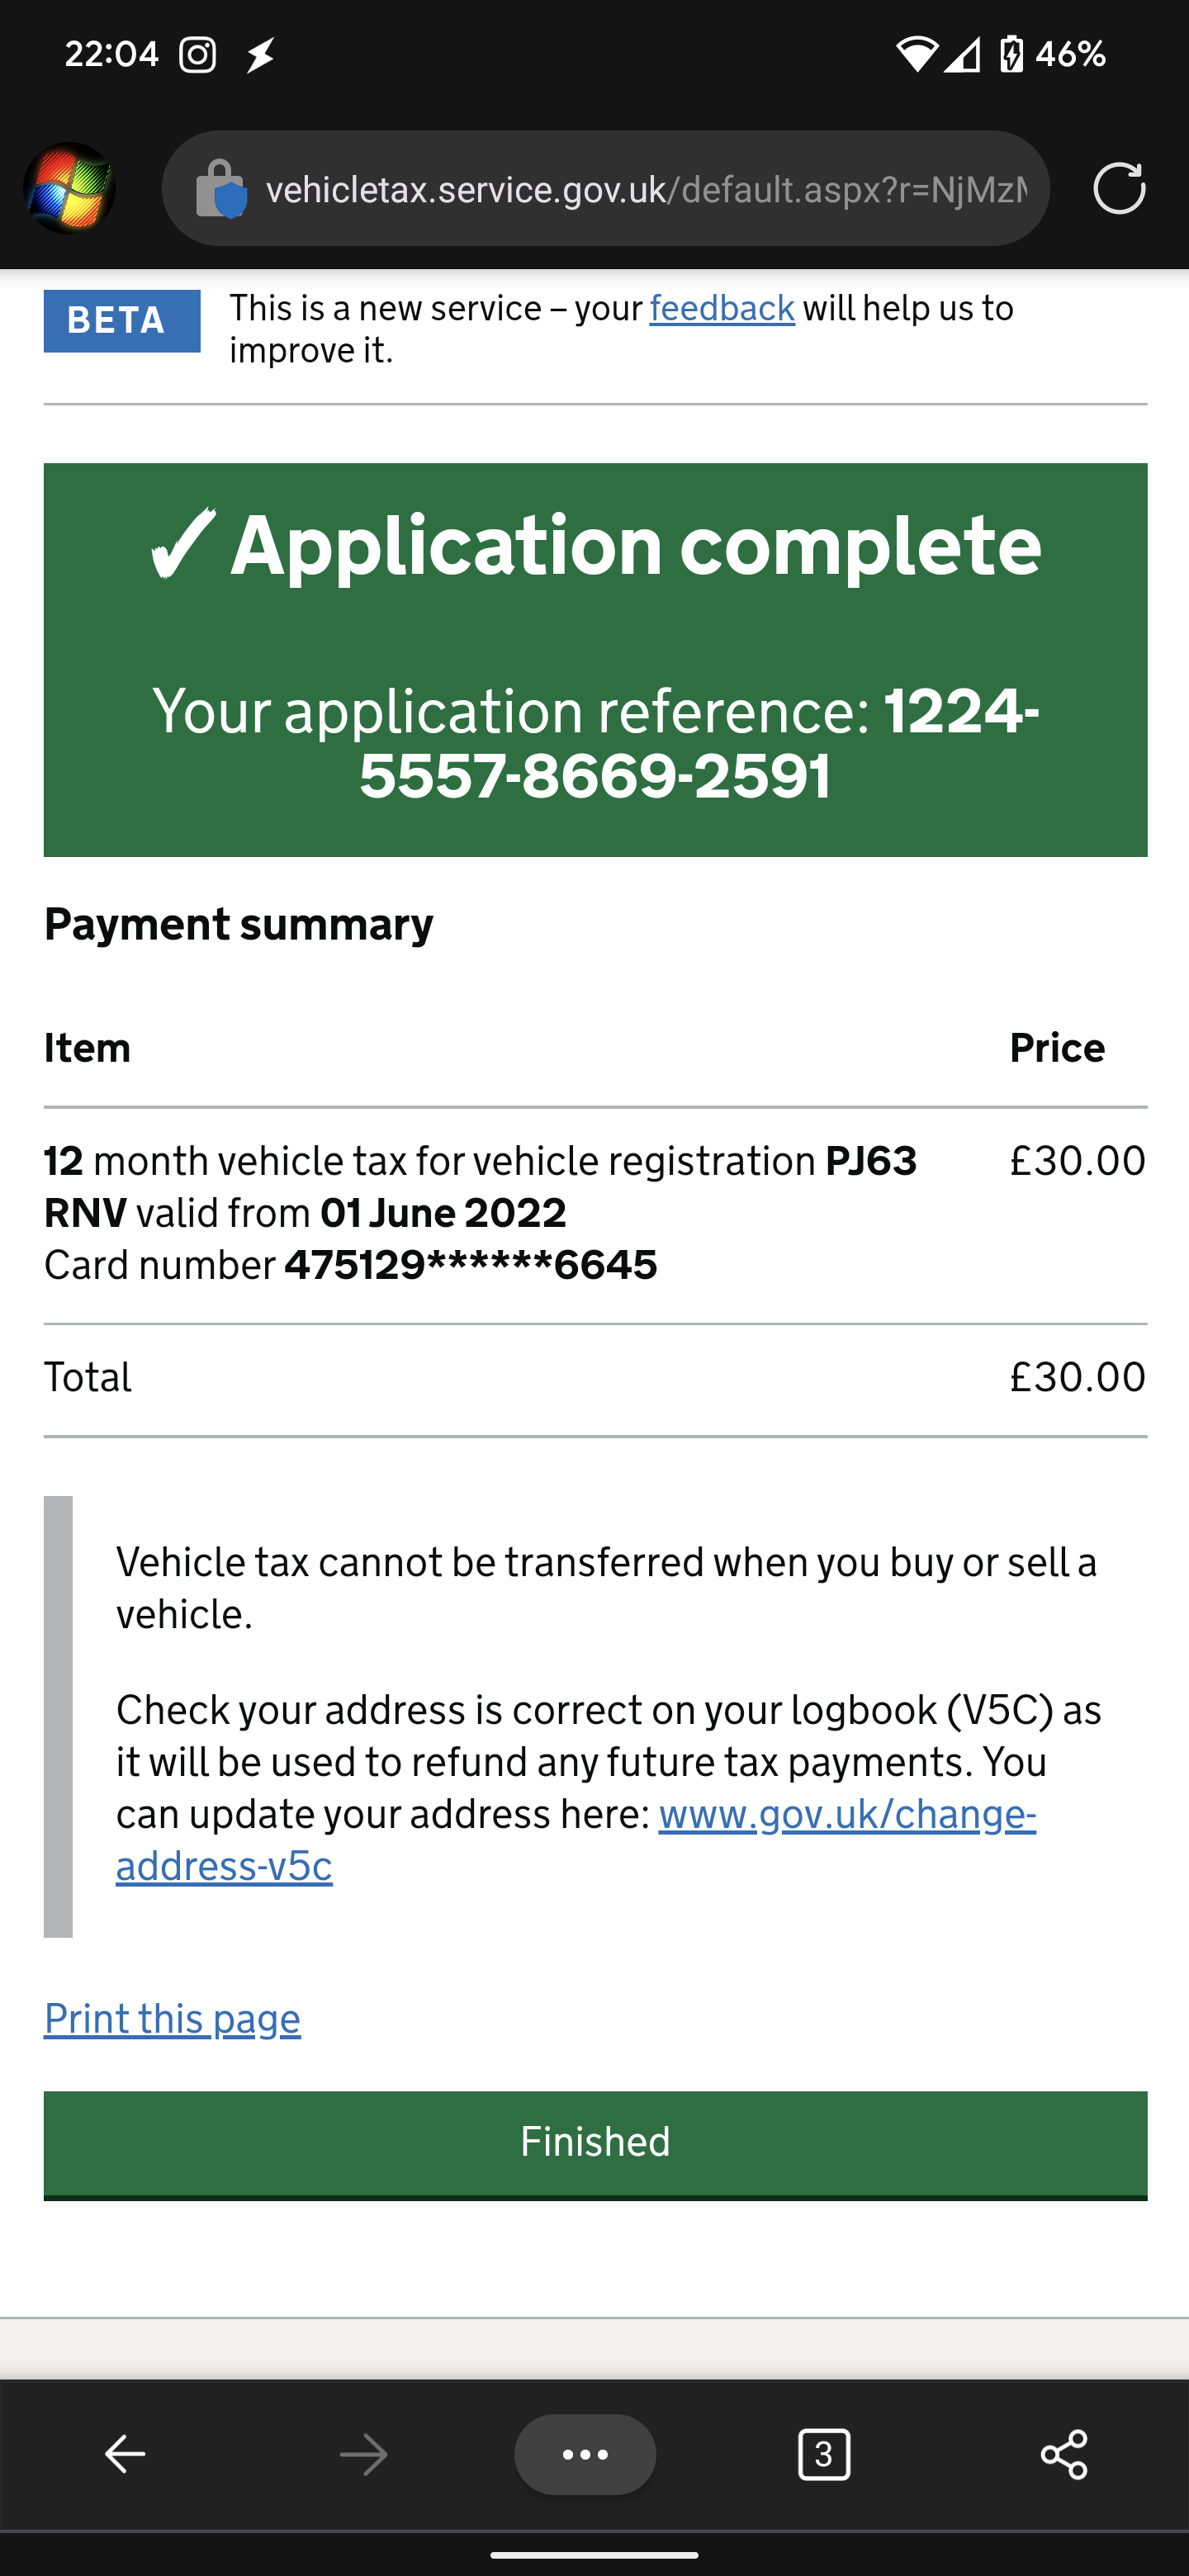 22:04 46%
vehicletax.service.gov.uk/default.aspx?r=NjMzN
BETA
This is a new service – your feedback will help us to
improve it.
✓ Application complete
Your application reference: 1224-
5557-8669-2591
Payment summary
Item Price
12 month vehicle tax for vehicle registration PJ63 £30.00
RNV valid from 01 June 2022
Card number 475129******6645
Total £30.00
Vehicle tax cannot be transferred when you buy or sell a
vehicle.
Check your address is correct on your logbook (V5C) as
it will be used to refund any future tax payments. You
can update your address here: www.gov.uk/change-
address-v5c
Print this page
Finished
3